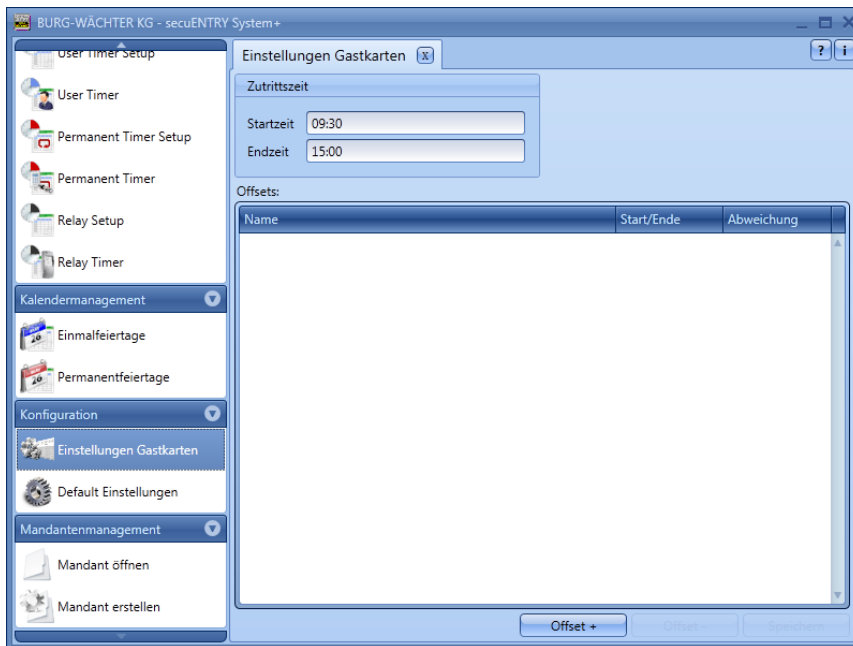 BURG-WÄCHTER KG - secuENTRY System+
User Timer Setup
User Timer
Permanent Timer Setup
Permanent Timer
Relay Setup
Relay Timer
Kalendermanagement
Einmalfeiertage
Permanentfeiertage
Konfiguration
Einstellungen Gastkarten
Default Einstellungen
Mandantenmanagement
Mandant öffnen
Mandant erstellen
Einstellungen Gastkarten x
? i
Zutrittszeit
Startzeit 09:30
Endzeit 15:00
Offsets:
Name Start/Ende Abweichung
Offset + Offset - Speichern